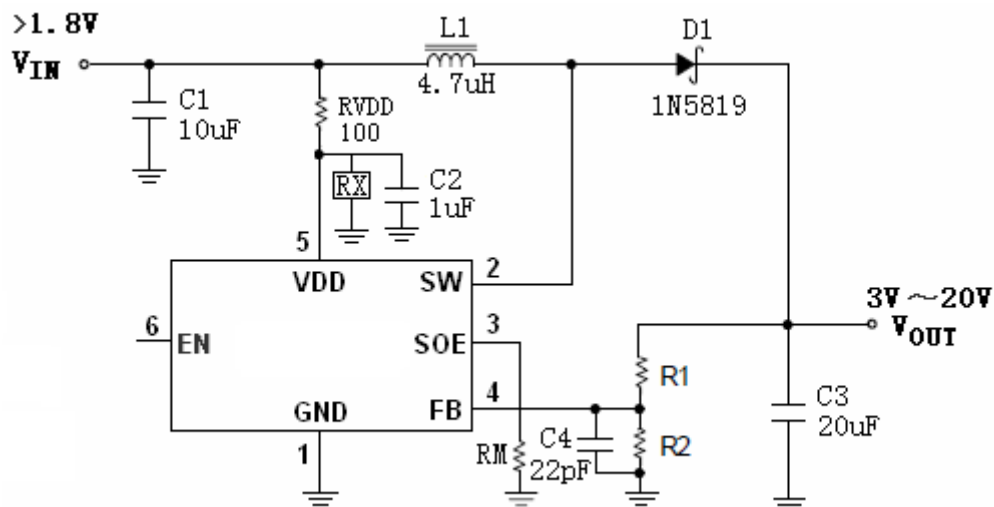 >1.8V
VIN
C1
10uF
RVDD
100
L1
4.7uH
D1
1N5819
RX
C2
1uF
5
VDD
SW
2
6
EN
SOE
3
GND
FB
4
1
RM
C4
22pF
R1
R2
3V～20V
VOUT
C3
20uF